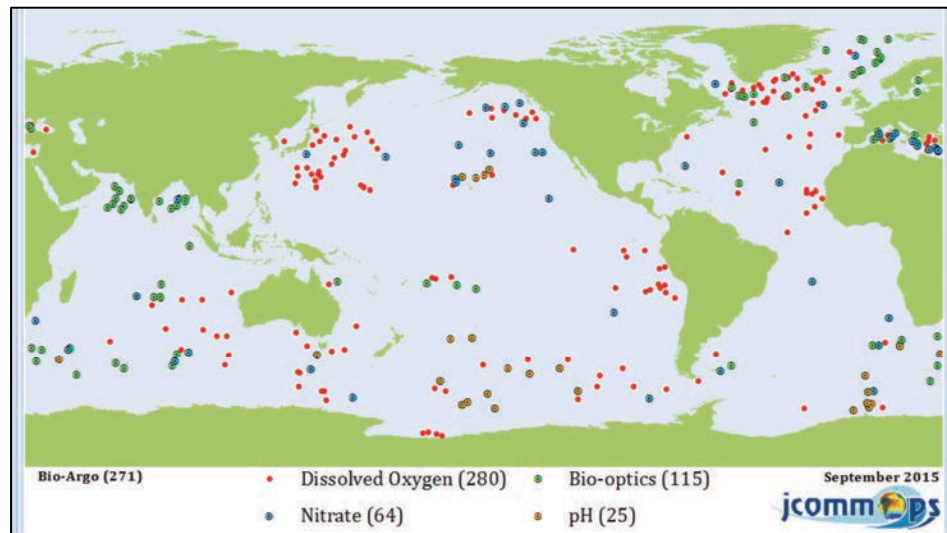 Bio-Argo (271)
Dissolved Oxygen (280)
Bio-optics (115)
September 2015
Nitrate (64)
pH (25)
jcommops